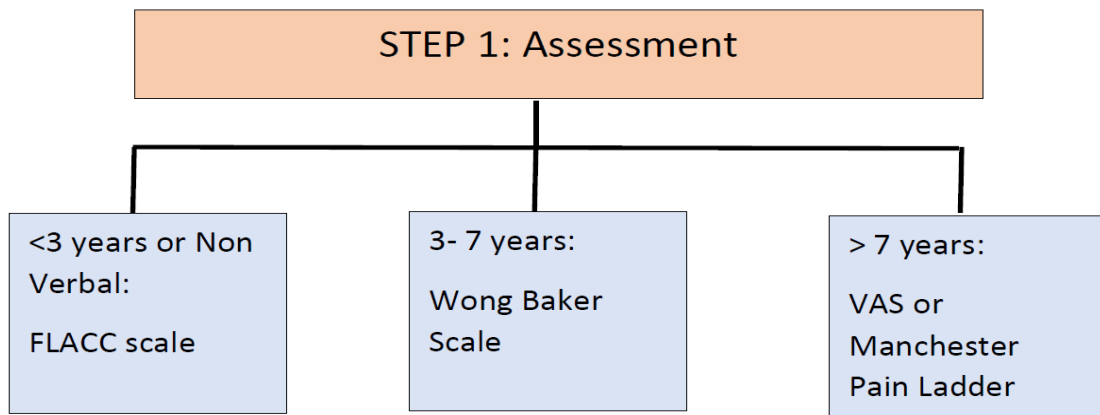 STEP 1: Assessment
<3 years or Non
Verbal:
FLACC scale
3- 7 years:
Wong Baker
Scale
> 7 years:
VAS or
Manchester
Pain Ladder